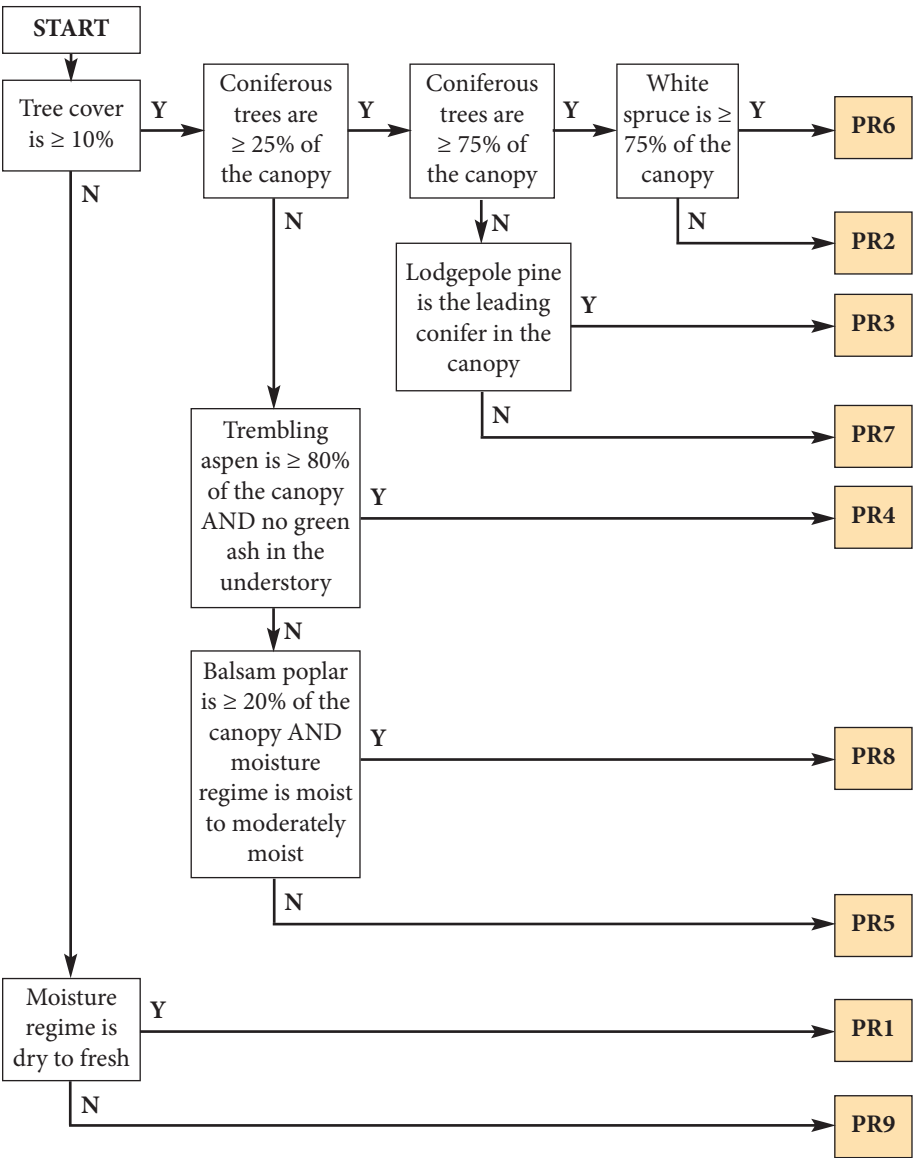 START
Tree cover
is ≥ 10%
Y
N
Coniferous
trees are
≥ 25% of
the canopy
Y
N
Coniferous
trees are
≥ 75% of
the canopy
Y
N
White
spruce is ≥
75% of the
canopy
Y
PR6
N
PR2
Lodgepole pine
is the leading
conifer in the
canopy
Y
PR3
N
PR7
Trembling
aspen is ≥ 80%
of the canopy
AND no green
ash in the
understory
Y
PR4
N
Balsam poplar
is ≥ 20% of the
canopy AND
moisture
regime is moist
to moderately
moist
Y
PR8
N
PR5
Moisture
regime is
dry to fresh
Y
PR1
N
PR9